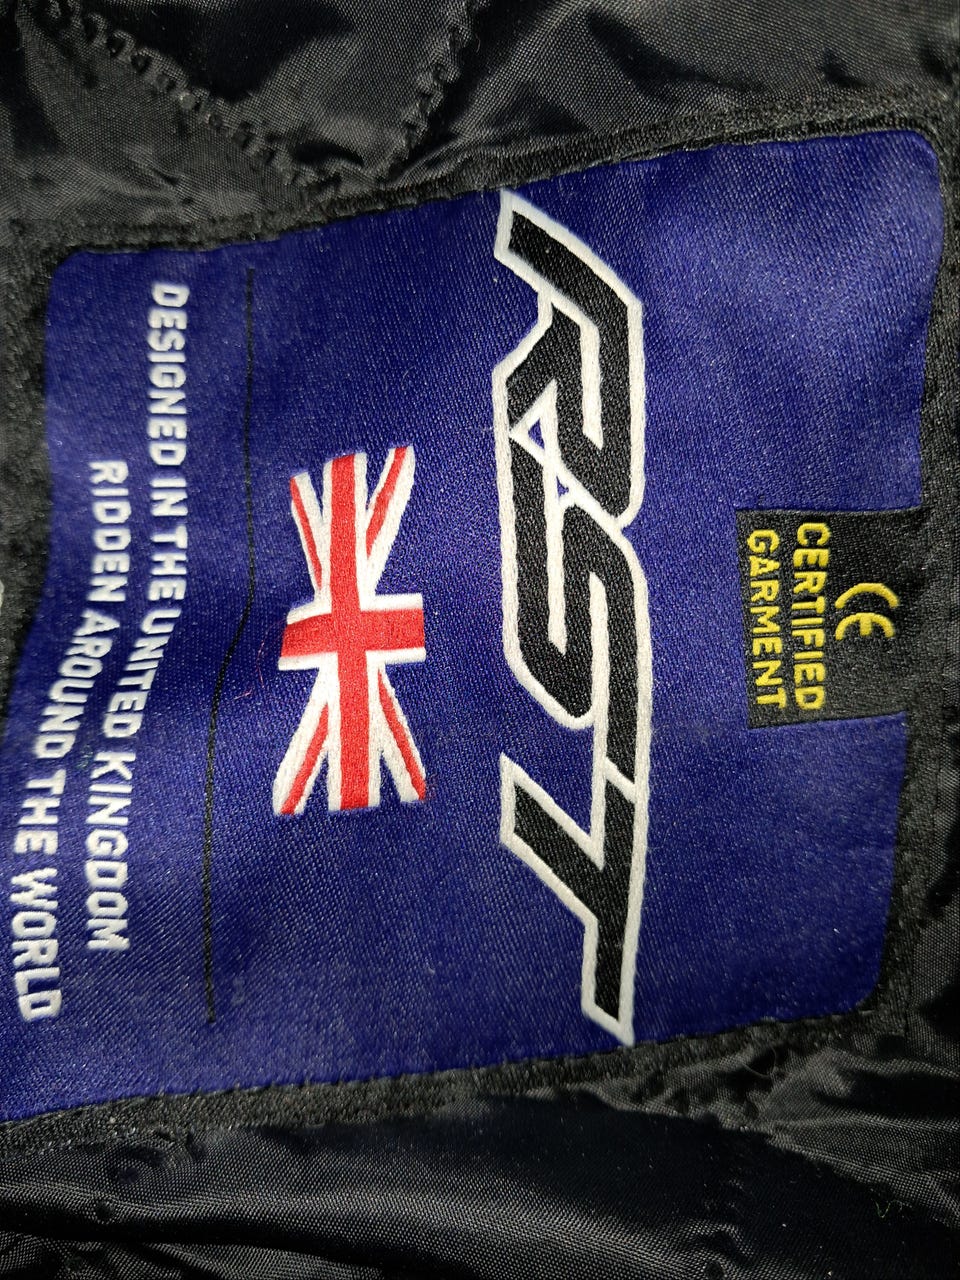 CE
CERTIFIED
GARMENT
RST
DESIGNED IN THE UNITED KINGDOM
RIDDEN AROUND THE WORLD